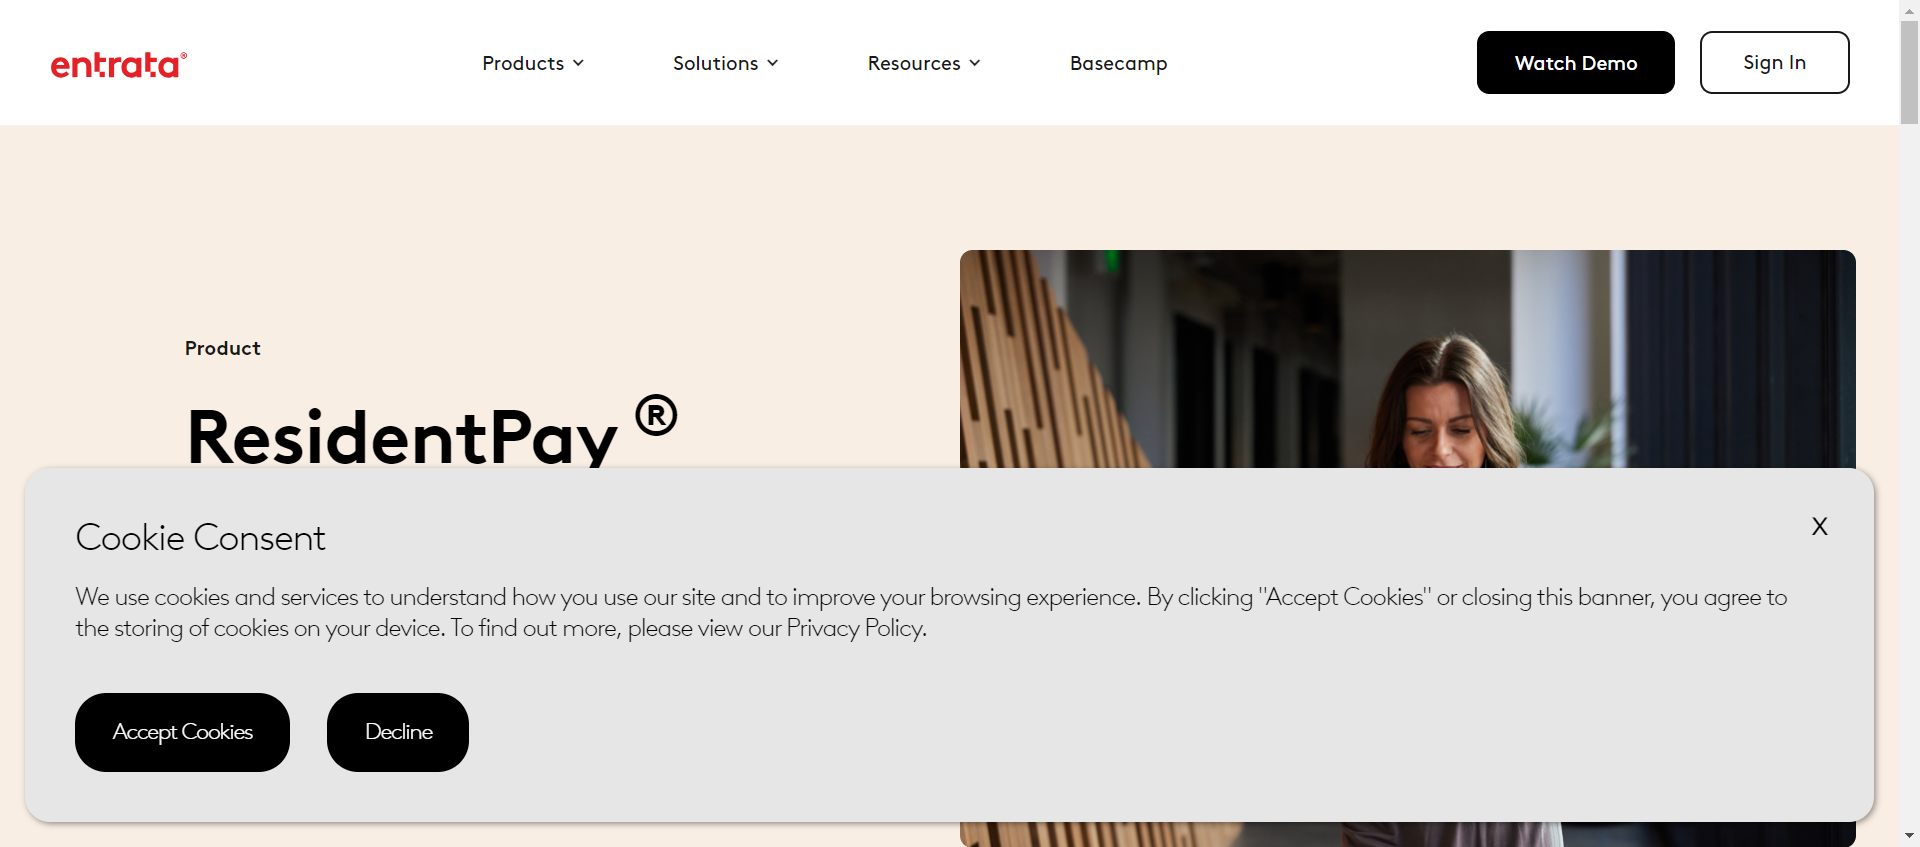 entrata®
Products
Solutions
Resources
Basecamp
Watch Demo
Sign In
Product
ResidentPay ®
Cookie Consent
X
We use cookies and services to understand how you use our site and to improve your browsing experience. By clicking "Accept Cookies" or closing this banner, you agree to
the storing of cookies on your device. To find out more, please view our Privacy Policy.
Accept Cookies
Decline